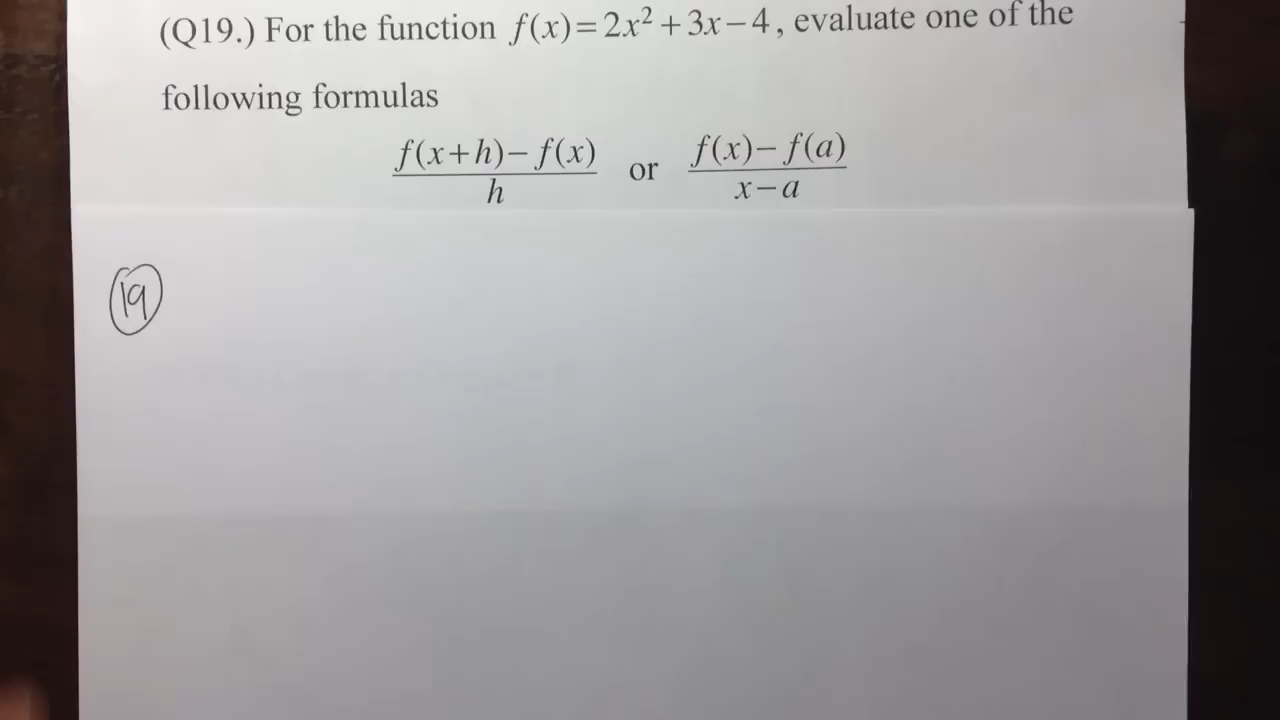 (Q19.) For the function f(x)=2x²+3x−4, evaluate one of the
following formulas
f(x+h)−f(x) / h or f(x)−f(a) / x−a
19